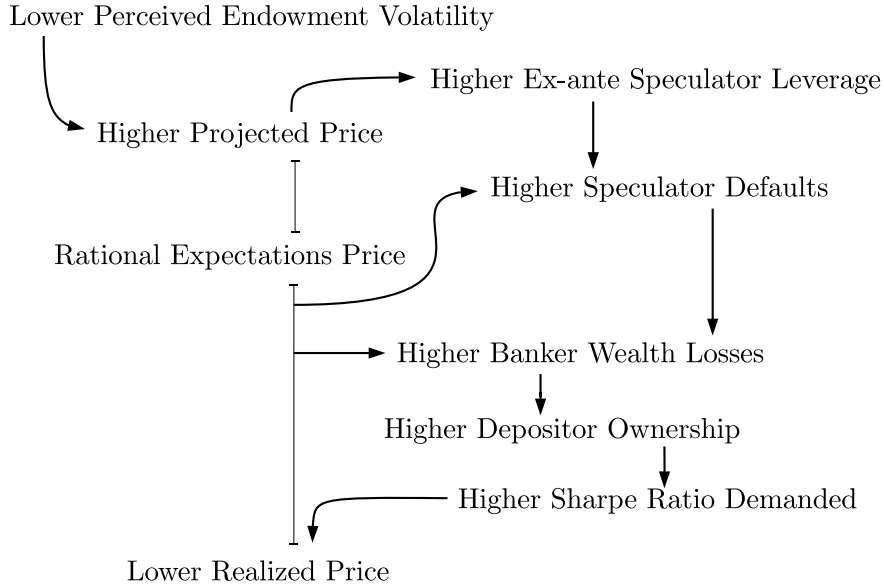 Lower Perceived Endowment Volatility
Higher Ex-ante Speculator Leverage
Higher Projected Price
Higher Speculator Defaults
Rational Expectations Price
Higher Banker Wealth Losses
Higher Depositor Ownership
Higher Sharpe Ratio Demanded
Lower Realized Price